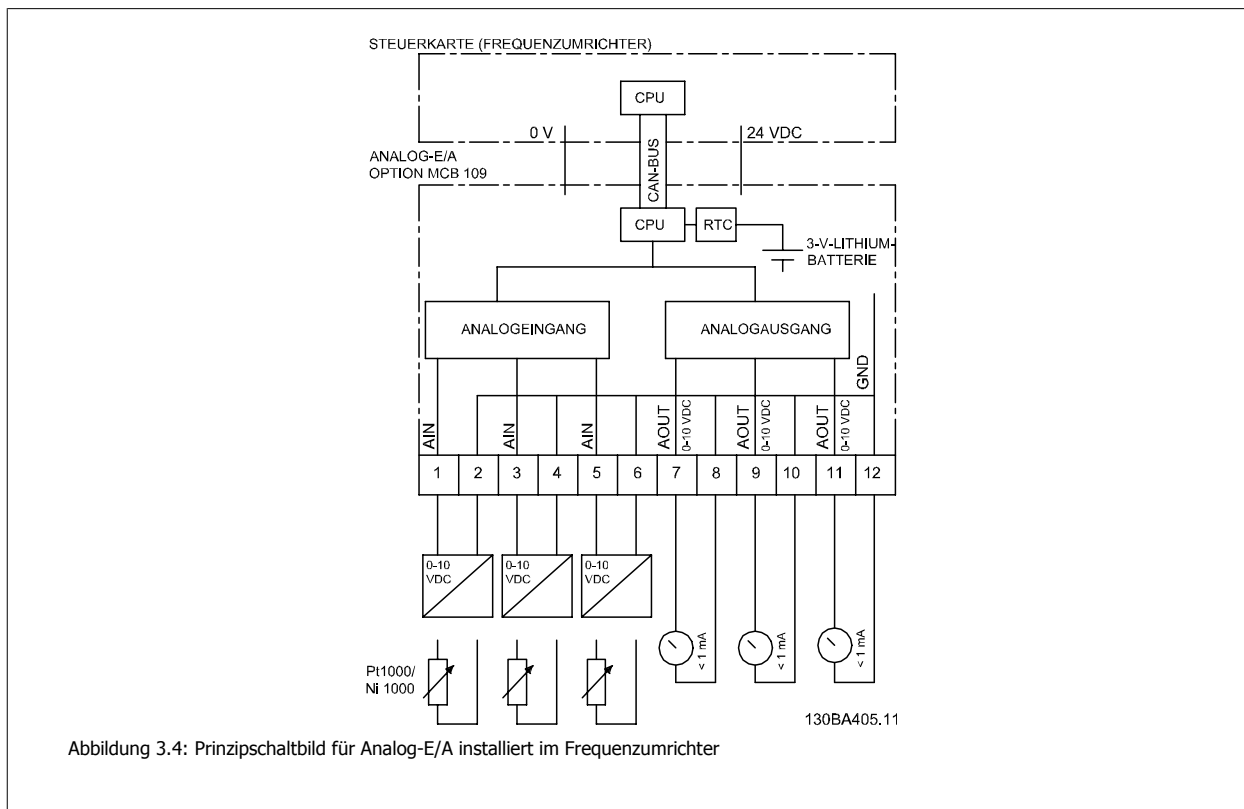 STEUERKARTE (FREQUENZUMRICHTER)
CPU
0 V
24 VDC
ANALOG-E/A
OPTION MCB 109
CAN-BUS
CPU
RTC
3-V-LITHIUM-
BATTERIE
ANALOGEINGANG
ANALOGAUSGANG
AIN
AIN
AIN
AOUT
0-10 VDC
AOUT
0-10 VDC
AOUT
0-10 VDC
GND
1 2 3 4 5 6 7 8 9 10 11 12
0-10
VDC
0-10
VDC
0-10
VDC
< 1 mA
< 1 mA
< 1 mA
Pt1000/
Ni 1000
130BA405.11
Abbildung 3.4: Prinzipschaltbild für Analog-E/A installiert im Frequenzumrichter